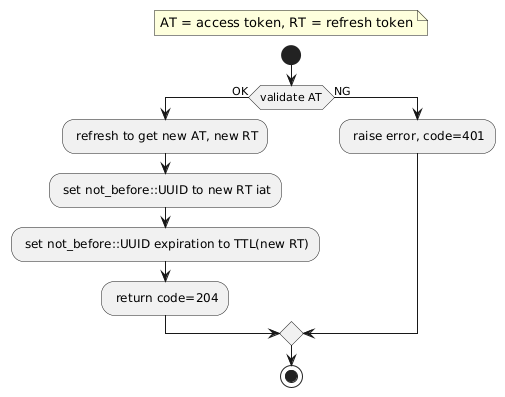 AT = access token, RT = refresh token
OK
validate AT
NG
refresh to get new AT, new RT
raise error, code=401
set not_before::UUID to new RT iat
set not_before::UUID expiration to TTL(new RT)
return code=204